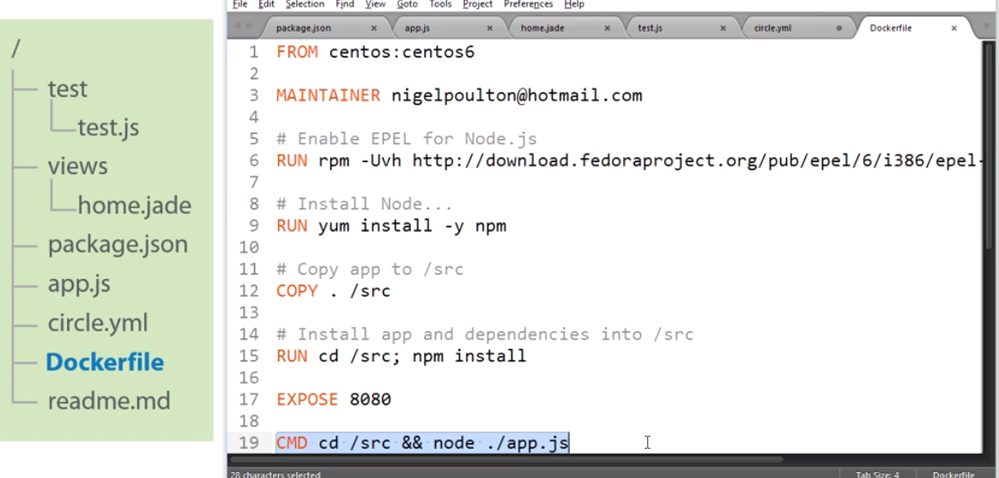 File Edit Selection Find View Goto Tools Project Preferences Help
package.json × app.js × home.jade × test.js × circle.yml Dockerfile ×
/
test
test.js
views
home.jade
package.json
app.js
circle.yml
Dockerfile
readme.md
1 FROM centos:centos6
2
3 MAINTAINER nigelpoulton@hotmail.com
4
5 # Enable EPEL for Node.js
6 RUN rpm -Uvh http://download.fedoraproject.org/pub/epel/6/i386/epel-
7
8 # Install Node...
9 RUN yum install -y npm
10
11 # Copy app to /src
12 COPY . /src
13
14 # Install app and dependencies into /src
15 RUN cd /src; npm install
16
17 EXPOSE 8080
18
19 CMD cd /src && node ./app.js
28 characters selected Tab Size: 4 Dockerfile